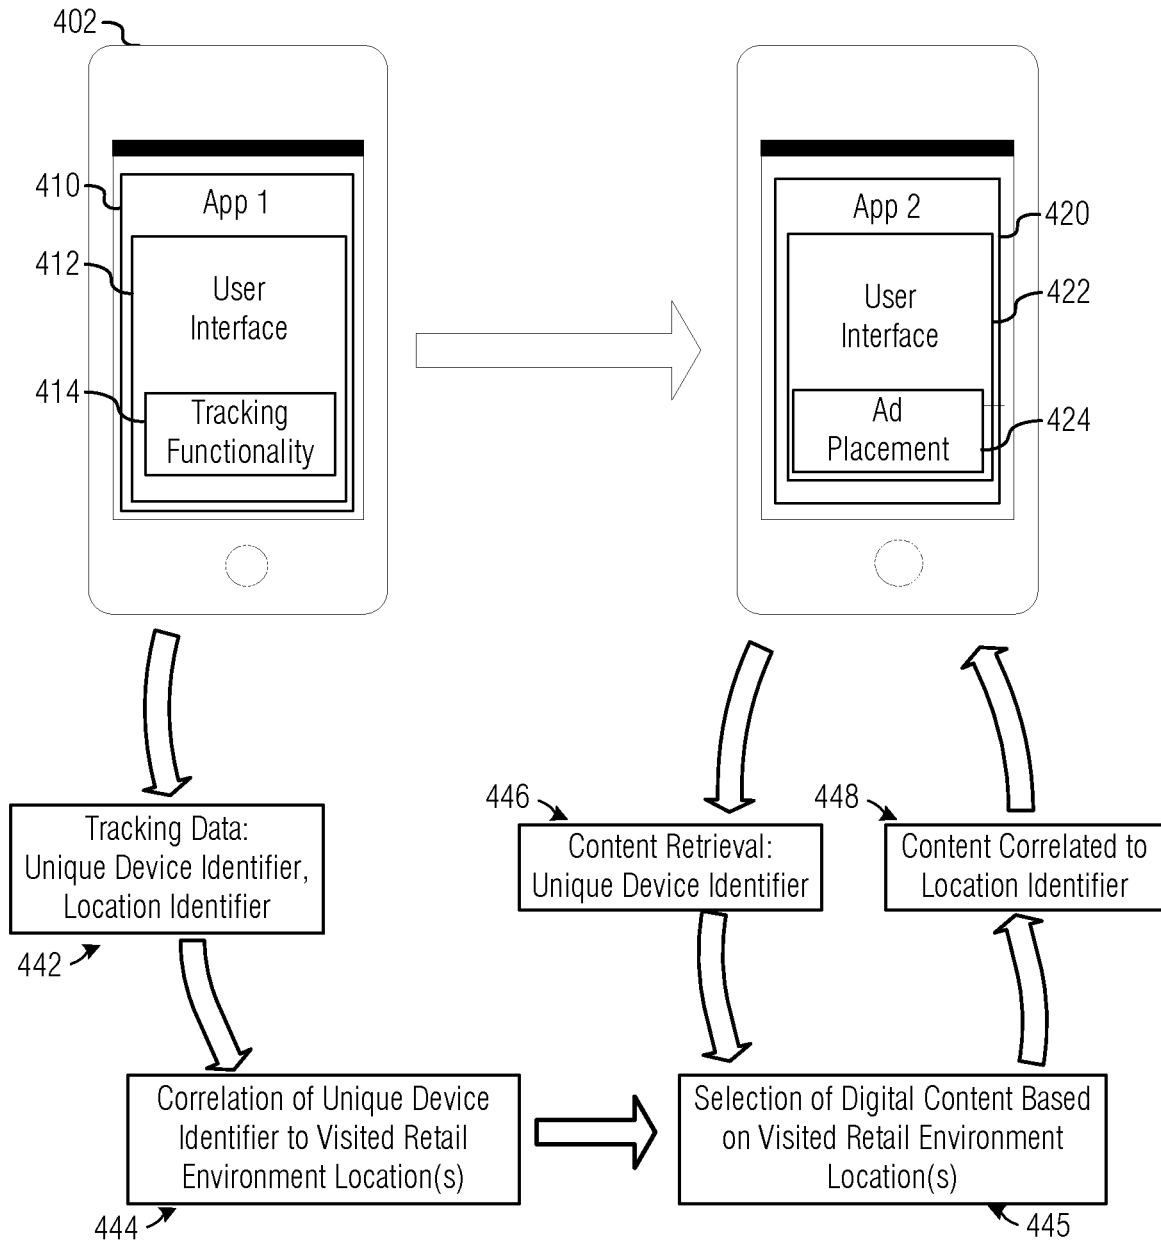 402
410
App 1
412
User
Interface
414
Tracking
Functionality
App 2
420
User
Interface
422
Ad
Placement
424
Tracking Data:
Unique Device Identifier,
Location Identifier
442
446
Content Retrieval:
Unique Device Identifier
448
Content Correlated to
Location Identifier
Correlation of Unique Device
Identifier to Visited Retail
Environment Location(s)
444
Selection of Digital Content Based
on Visited Retail Environment
Location(s)
445